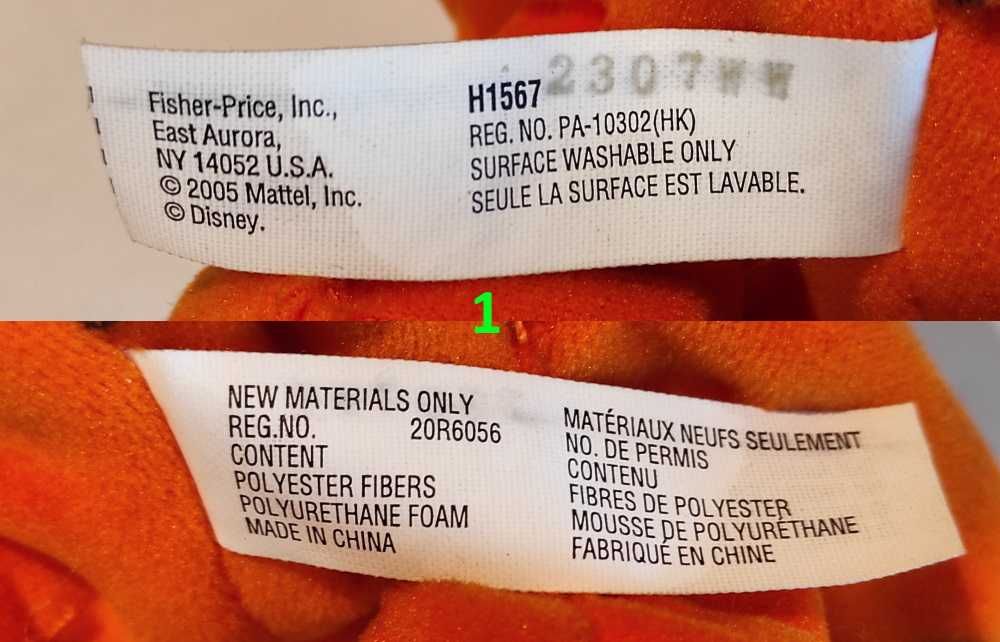 Fisher-Price, Inc.,
East Aurora,
NY 14052 U.S.A.
© 2005 Mattel, Inc.
© Disney.
H1567 2307WW
REG. NO. PA-10302(HK)
SURFACE WASHABLE ONLY
SEULE LA SURFACE EST LAVABLE.
1
NEW MATERIALS ONLY
REG.NO. 20R6056
CONTENT
POLYESTER FIBERS
POLYURETHANE FOAM
MADE IN CHINA
MATÉRIAUX NEUFS SEULEMENT
NO. DE PERMIS
CONTENU
FIBRES DE POLYESTER
MOUSSE DE POLYURÉTHANE
FABRIQUÉ EN CHINE